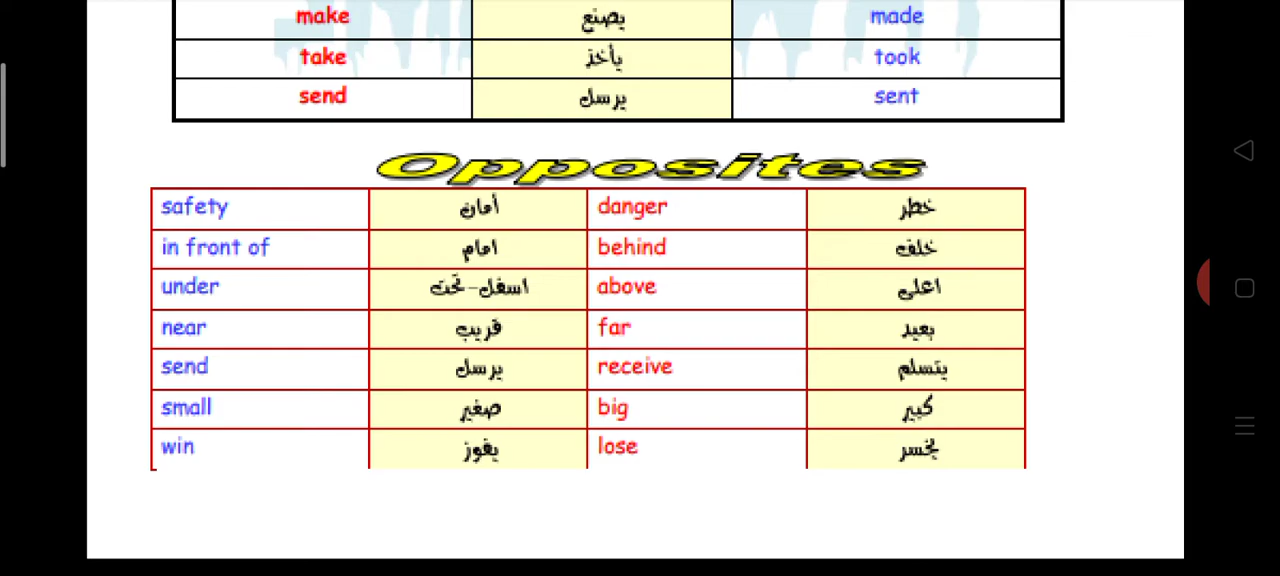 make يصنع made
take يأخذ took
send يرسل sent
Opposites
safety أمان danger خطر
in front of امام behind خلف
under اسفل-تحت above اعلى
near قريب far بعيد
send يرسل receive يتسلم
small صغير big كبير
win يفوز lose يخسر